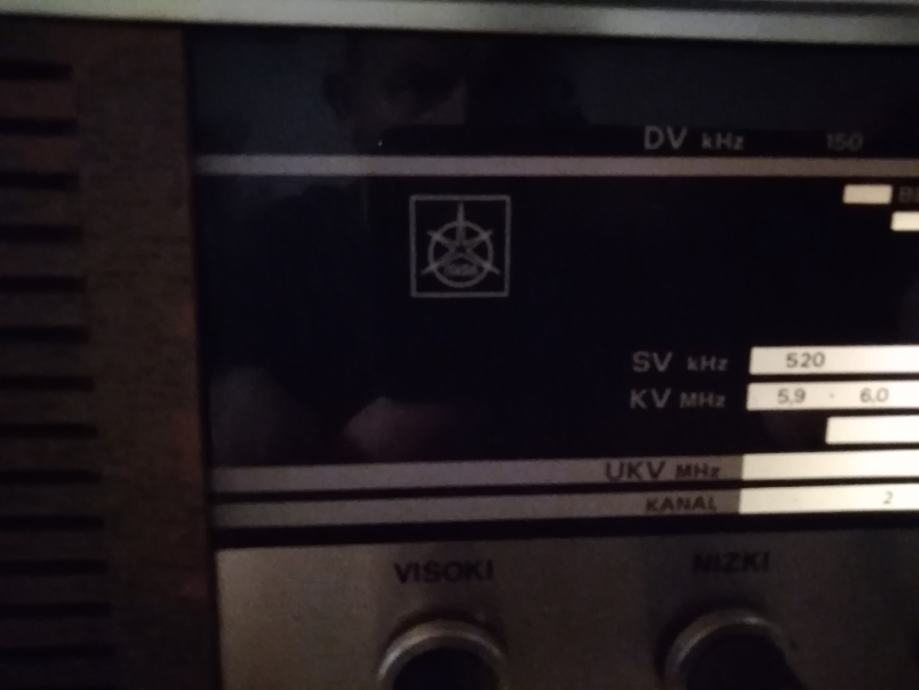 DV kHz 150
SV kHz 520
KV MHz 5,9 · 6,0
UKV MHz
KANAL 2
VISOKI NIZKI